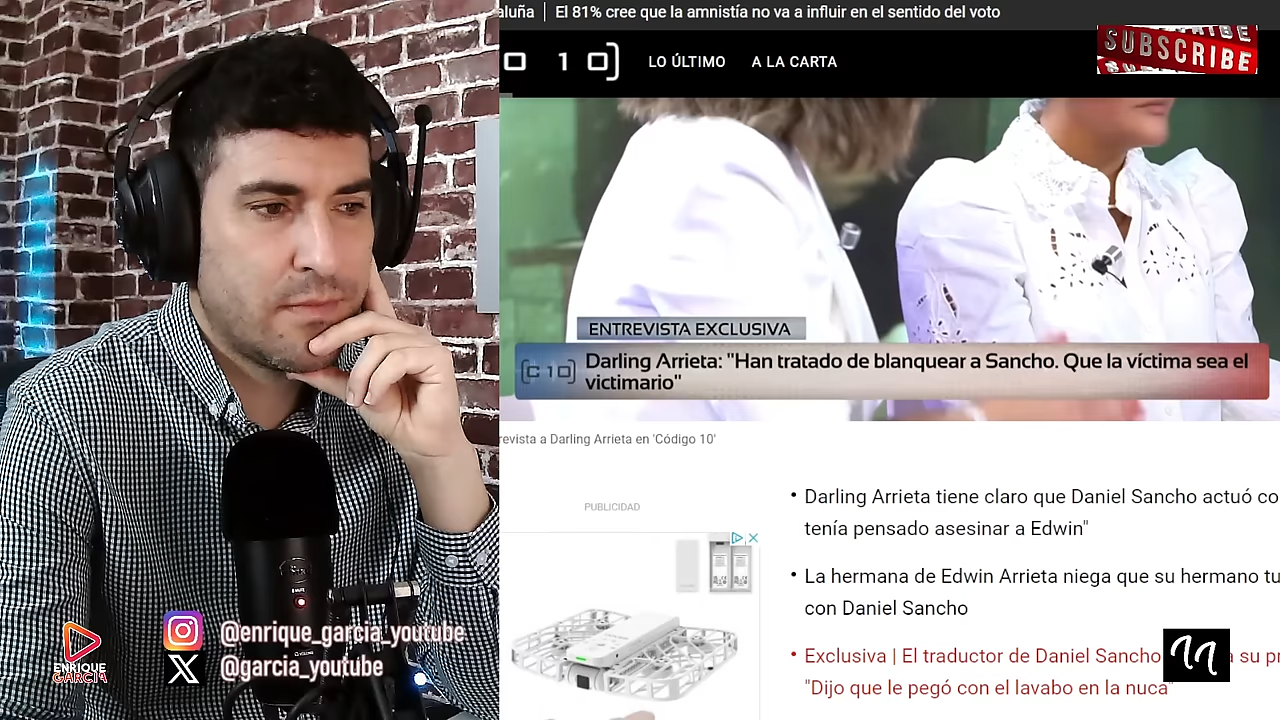 aluña | El 81% cree que la amnistía no va a influir en el sentido del voto
SUBSCRIBE
O 10] LO ÚLTIMO A LA CARTA
ENTREVISTA EXCLUSIVA
[C10] Darling Arrieta: "Han tratado de blanquear a Sancho. Que la víctima sea el
victimario"
revista a Darling Arrieta en 'Código 10'
PUBLICIDAD
• Darling Arrieta tiene claro que Daniel Sancho actuó co
tenía pensado asesinar a Edwin"
• La hermana de Edwin Arrieta niega que su hermano tu
con Daniel Sancho
• Exclusiva | El traductor de Daniel Sancho a su pr
"Dijo que le pegó con el lavabo en la nuca"
@enrique_garcia_youtube
@garcia_youtube
ENRIQUE
GARCIA